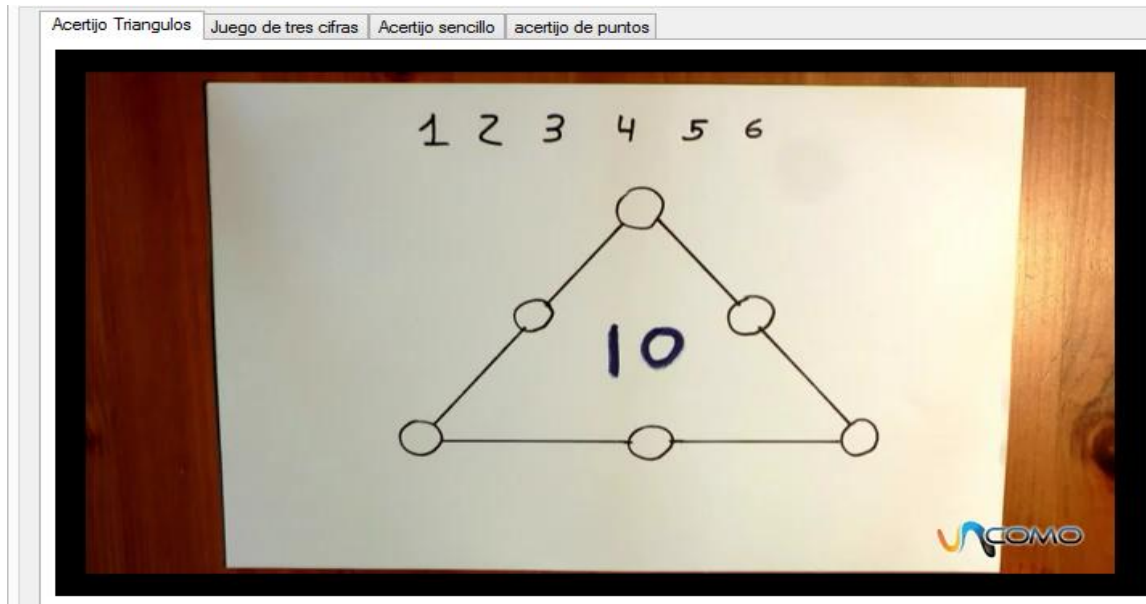 Acertijo Triangulos Juego de tres cifras Acertijo sencillo acertijo de puntos
1 2 3 4 5 6
10
UNCOMO